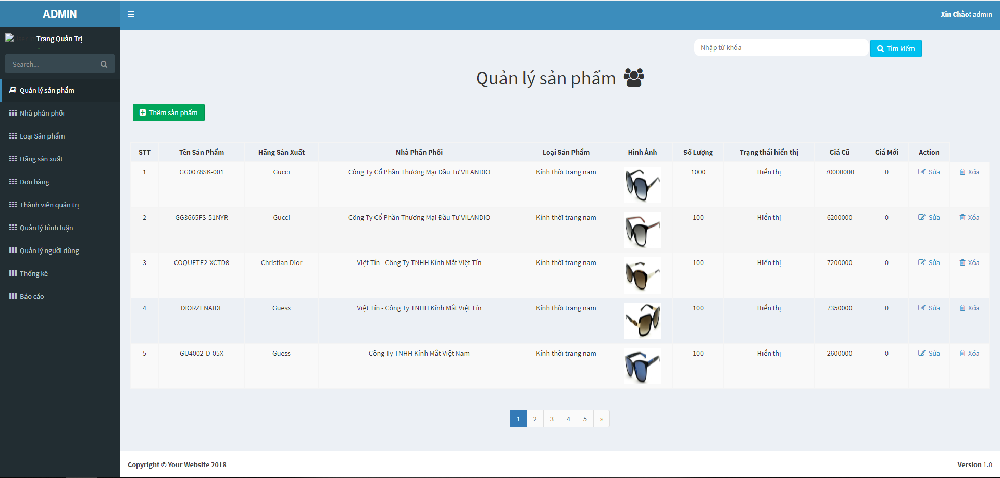 ADMIN
Xin Chào: admin
Trang Quản Trị
Search...
Quản lý sản phẩm
Nhà phân phối
Loại Sản phẩm
Hãng sản xuất
Đơn hàng
Thành viên quản trị
Quản lý bình luận
Quản lý người dùng
Thống kê
Báo cáo
Nhập từ khóa
Tìm kiếm
Quản lý sản phẩm
Thêm sản phẩm
STT Tên Sản Phẩm Hãng Sản Xuất Nhà Phân Phối Loại Sản Phẩm Hình Ảnh Số Lượng Trạng thái hiển thị Giá Cũ Giá Mới Action
1 GG0078SK-001 Gucci Công Ty Cổ Phần Thương Mại Đầu Tư VILANDIO Kính thời trang nam 1000 Hiển thị 70000000 0 Sửa Xóa
2 GG3665FS-51NYR Gucci Công Ty Cổ Phần Thương Mại Đầu Tư VILANDIO Kính thời trang nam 100 Hiển thị 6200000 0 Sửa Xóa
3 COQUETE2-XCTD8 Christian Dior Việt Tín - Công Ty TNHH Kính Mắt Việt Tín Kính thời trang nam 100 Hiển thị 7200000 0 Sửa Xóa
4 DIORZENAIDE Guess Việt Tín - Công Ty TNHH Kính Mắt Việt Tín Kính thời trang nam 100 Hiển thị 7350000 0 Sửa Xóa
5 GU4002-D-05X Guess Công Ty TNHH Kính Mắt Việt Nam Kính thời trang nam 100 Hiển thị 2600000 0 Sửa Xóa
1 2 3 4 5 »
Copyright © Your Website 2018
Version 1.0